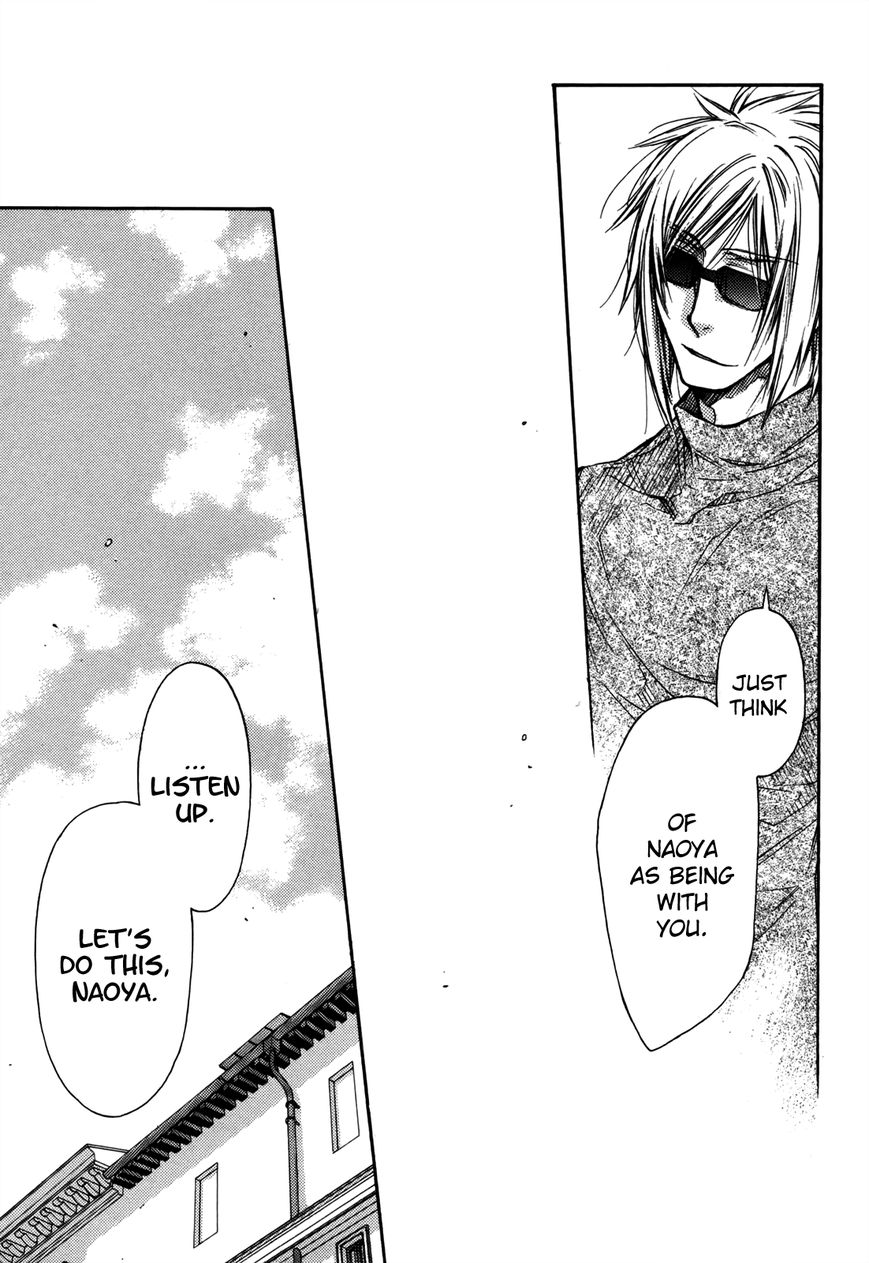 JUST
THINK
OF
NAOYA
AS BEING
WITH
YOU.
...
LISTEN
UP.
LET'S
DO THIS,
NAOYA.